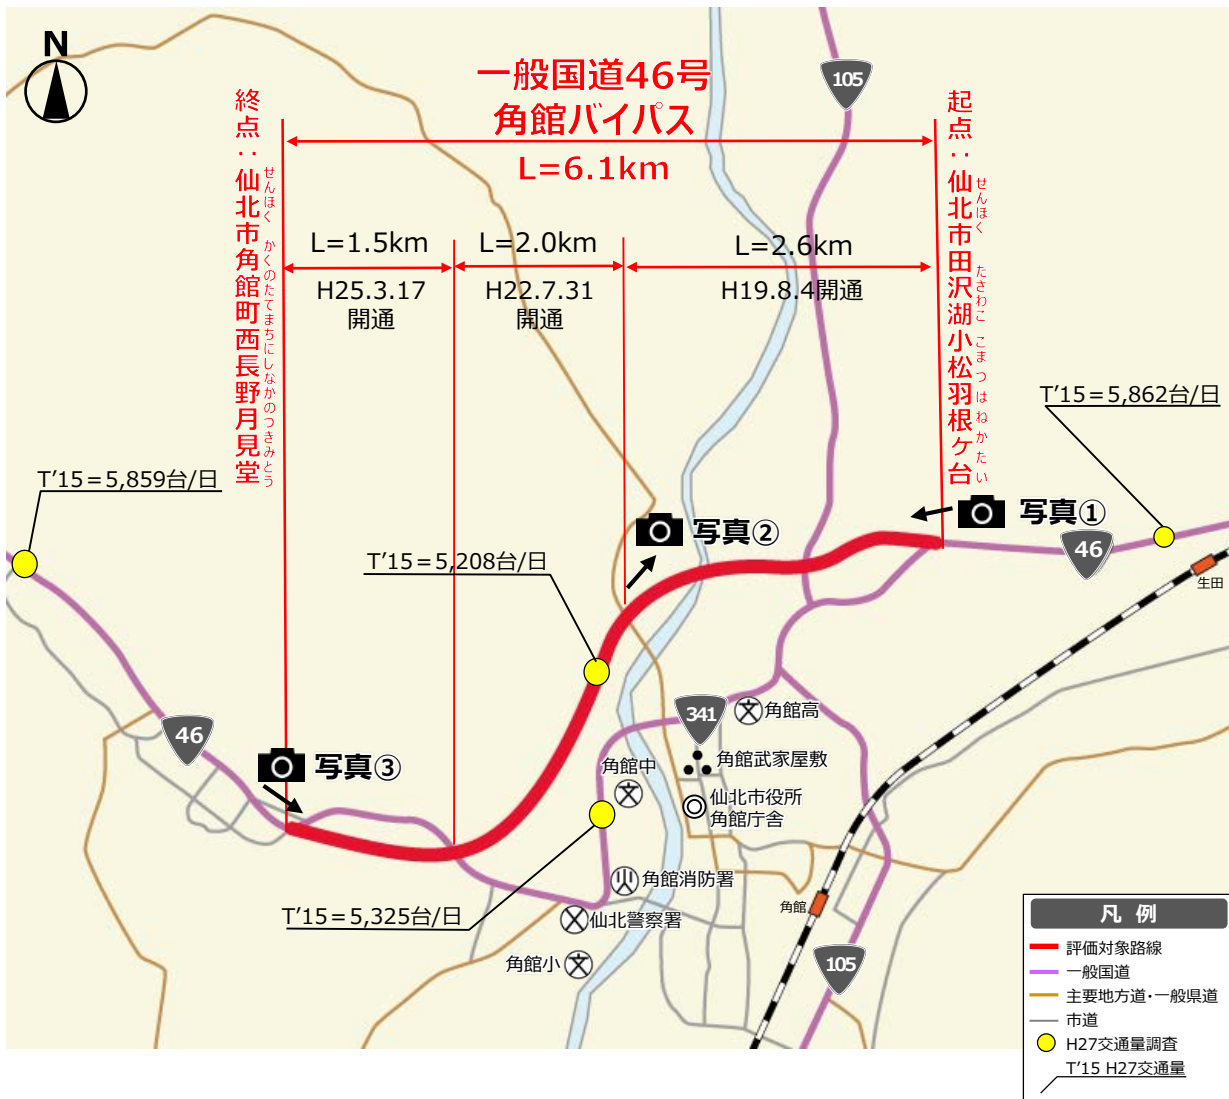 N
一般国道46号
角館バイパス
L=6.1km
105
終点：仙北市角館町西長野月見堂
せんほく かくのたてまちにしなかのつきみとう
起点：仙北市田沢湖小松羽根ヶ台
せんほく たさわこ こまつはねかたい
L=1.5km
L=2.0km
L=2.6km
H25.3.17
開通
H22.7.31
開通
H19.8.4開通
T'15＝5,862台/日
T'15＝5,859台/日
写真①
写真②
46
T'15＝5,208台/日
生田
341
角館高
46
写真③
角館中
角館武家屋敷
仙北市役所
角館庁舎
角館消防署
角館
T'15＝5,325台/日
仙北警察署
角館小
105
凡 例
評価対象路線
一般国道
主要地方道・一般県道
市道
H27交通量調査
T'15 H27交通量